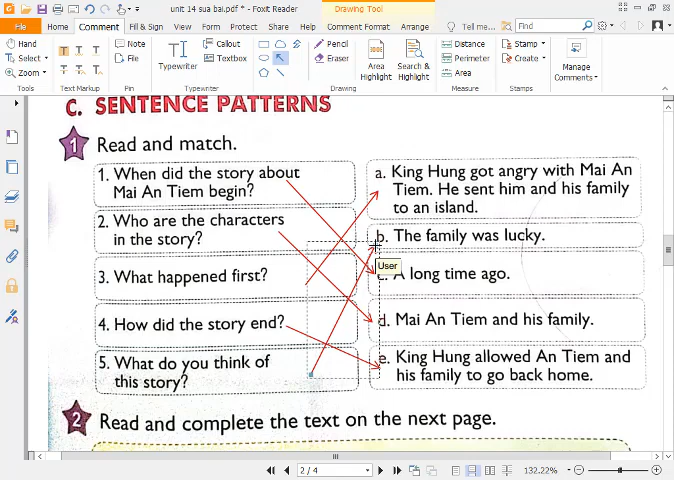 unit 14 sua bai.pdf * - Foxit Reader
Drawing Tool
File Home Comment Fill & Sign View Form Protect Share Help Comment Format Arrange Tell me... Find
Hand
Select
Zoom
Tools
Text Markup
Note
File
Pin
Typewriter
Callout
Textbox
Typewriter
Pencil
Eraser
Area Highlight
Search & Highlight
Drawing
Distance
Perimeter
Area
Measure
Stamp
Create
Stamps
Manage Comments
C. SENTENCE PATTERNS
1 Read and match.
1. When did the story about
Mai An Tiem begin?
2. Who are the characters
in the story?
3. What happened first?
4. How did the story end?
5. What do you think of
this story?
a. King Hung got angry with Mai An
Tiem. He sent him and his family
to an island.
b. The family was lucky.
User
c. A long time ago.
d. Mai An Tiem and his family.
e. King Hung allowed An Tiem and
his family to go back home.
2 Read and complete the text on the next page.
2 / 4
132.22%